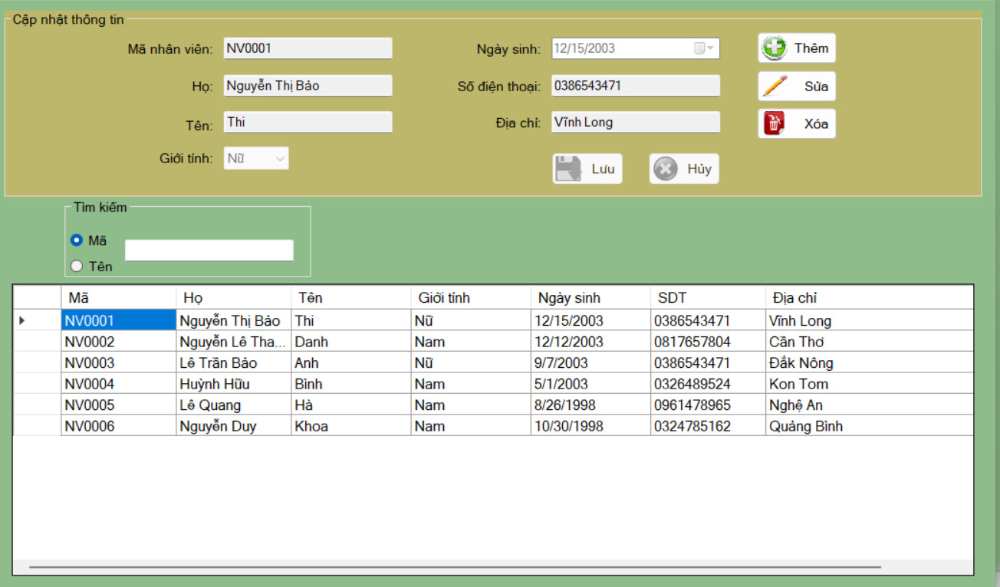 Cập nhật thông tin
Mã nhân viên: NV0001 Ngày sinh: 12/15/2003 Thêm
Họ: Nguyễn Thị Bảo Số điện thoại: 0386543471 Sửa
Tên: Thi Địa chỉ: Vĩnh Long Xóa
Giới tính: Nữ Lưu Hủy
Tìm kiếm
Mã
Tên
Mã Họ Tên Giới tính Ngày sinh SDT Địa chỉ
NV0001 Nguyễn Thị Bảo Thi Nữ 12/15/2003 0386543471 Vĩnh Long
NV0002 Nguyễn Lê Tha... Danh Nam 12/12/2003 0817657804 Cần Thơ
NV0003 Lê Trần Bảo Anh Nữ 9/7/2003 0386543471 Đắk Nông
NV0004 Huỳnh Hữu Bình Nam 5/1/2003 0326489524 Kon Tom
NV0005 Lê Quang Hà Nam 8/26/1998 0961478965 Nghệ An
NV0006 Nguyễn Duy Khoa Nam 10/30/1998 0324785162 Quảng Bình